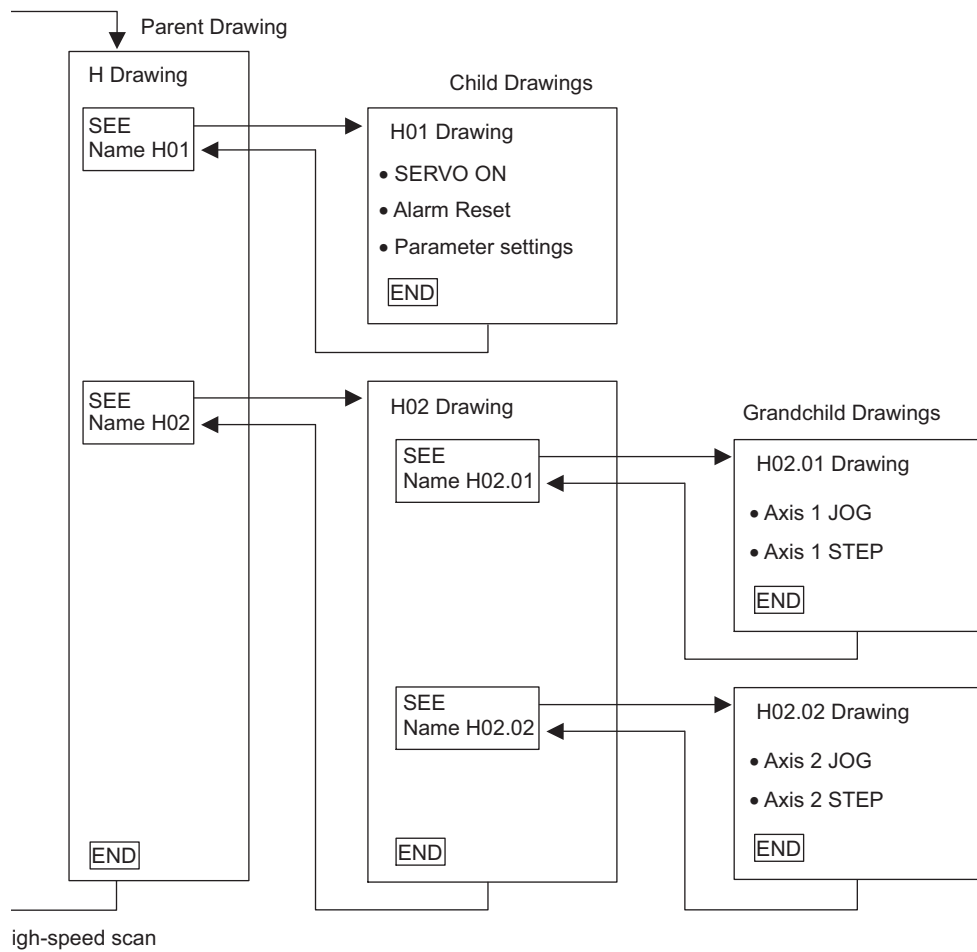 Parent Drawing
H Drawing
SEE
Name H01
Child Drawings
H01 Drawing
• SERVO ON
• Alarm Reset
• Parameter settings
END
SEE
Name H02
H02 Drawing
SEE
Name H02.01
Grandchild Drawings
H02.01 Drawing
• Axis 1 JOG
• Axis 1 STEP
END
SEE
Name H02.02
H02.02 Drawing
• Axis 2 JOG
• Axis 2 STEP
END
END
END
igh-speed scan